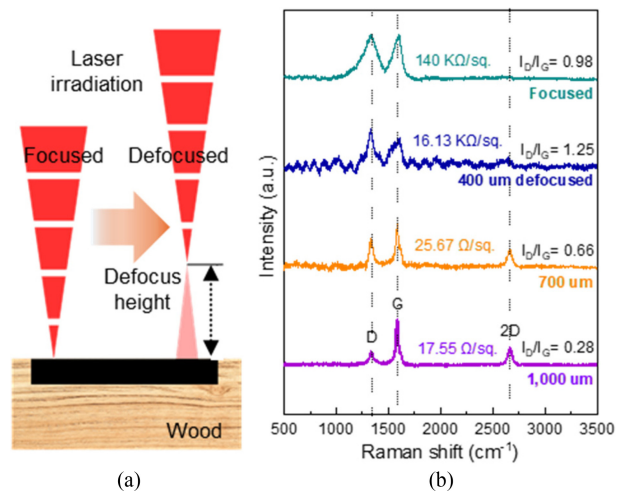 (a)
Laser
irradiation
Focused
Defocused
Defocus
height
Wood
(a)
(b)
140 KΩ/sq.
I_D/I_G= 0.98
Focused
16.13 KΩ/sq.
I_D/I_G= 1.25
400 um defocused
25.67 Ω/sq.
I_D/I_G= 0.66
700 um
D
G
2D
17.55 Ω/sq.
I_D/I_G= 0.28
1,000 um
Intensity (a.u.)
500 1000 1500 2000 2500 3000 3500
Raman shift (cm⁻¹)
(b)